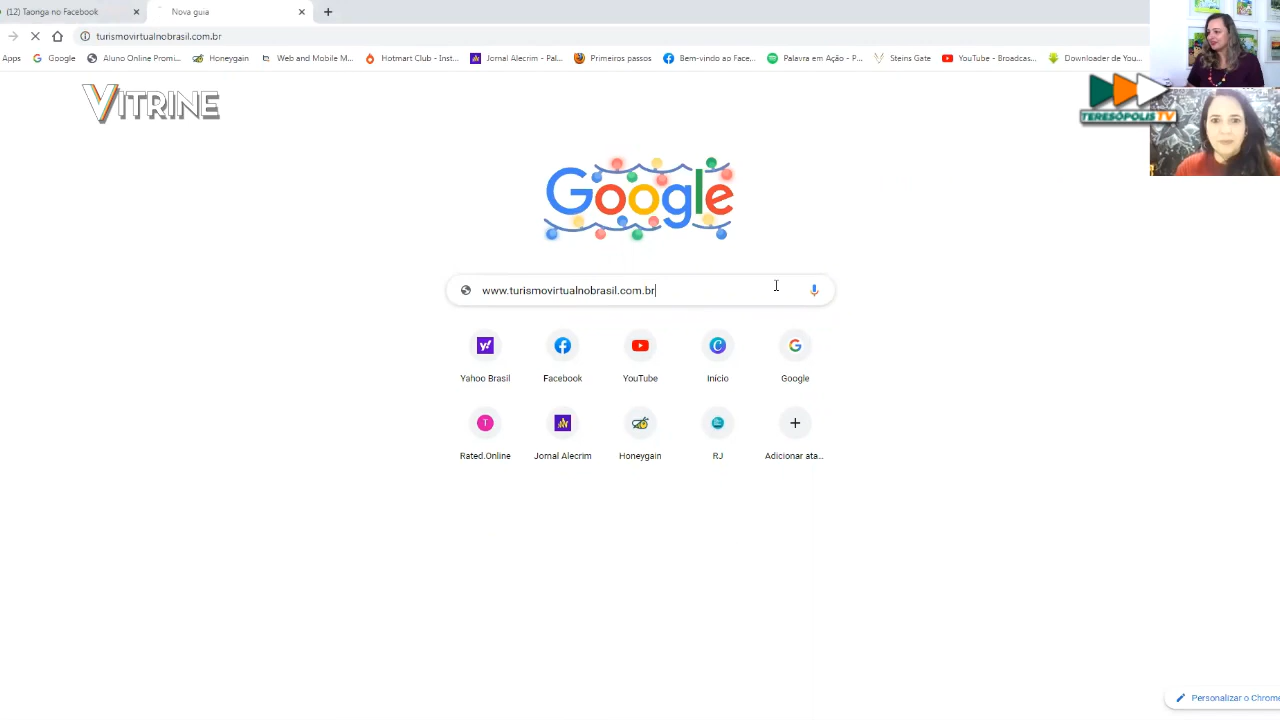 (12) Taonga no Facebook
Nova guia
turismovirtualnobrasil.com.br
Apps Google Aluno Online Promi... Honeygain Web and Mobile M... Hotmart Club - Inst... Jornal Alecrim - Pal... Primeiros passos Bem-vindo ao Face... Palavra em Ação - P... Steins Gate YouTube - Broadcas... Downloader de You...
VITRINE
TERESÓPOLIS TV
Google
www.turismovirtualnobrasil.com.br
Yahoo Brasil Facebook YouTube Início Google
T
Rated.Online Jornal Alecrim Honeygain RJ Adicionar ata...
Personalizar o Chrome